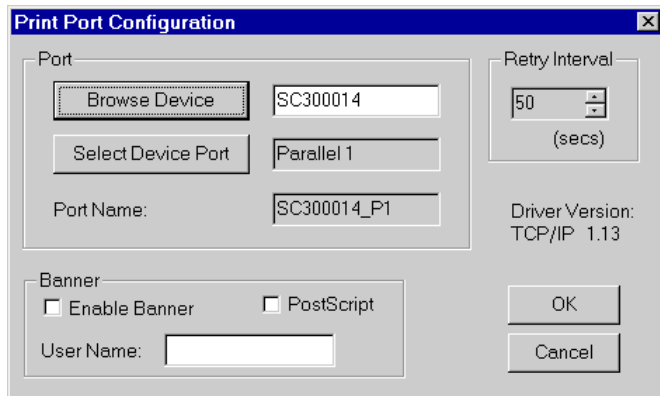 Print Port Configuration
Port
Browse Device
SC300014
Select Device Port
Parallel 1
Port Name:
SC300014_P1
Retry Interval
50
(secs)
Driver Version:
TCP/IP 1.13
Banner
Enable Banner
PostScript
User Name:
OK
Cancel